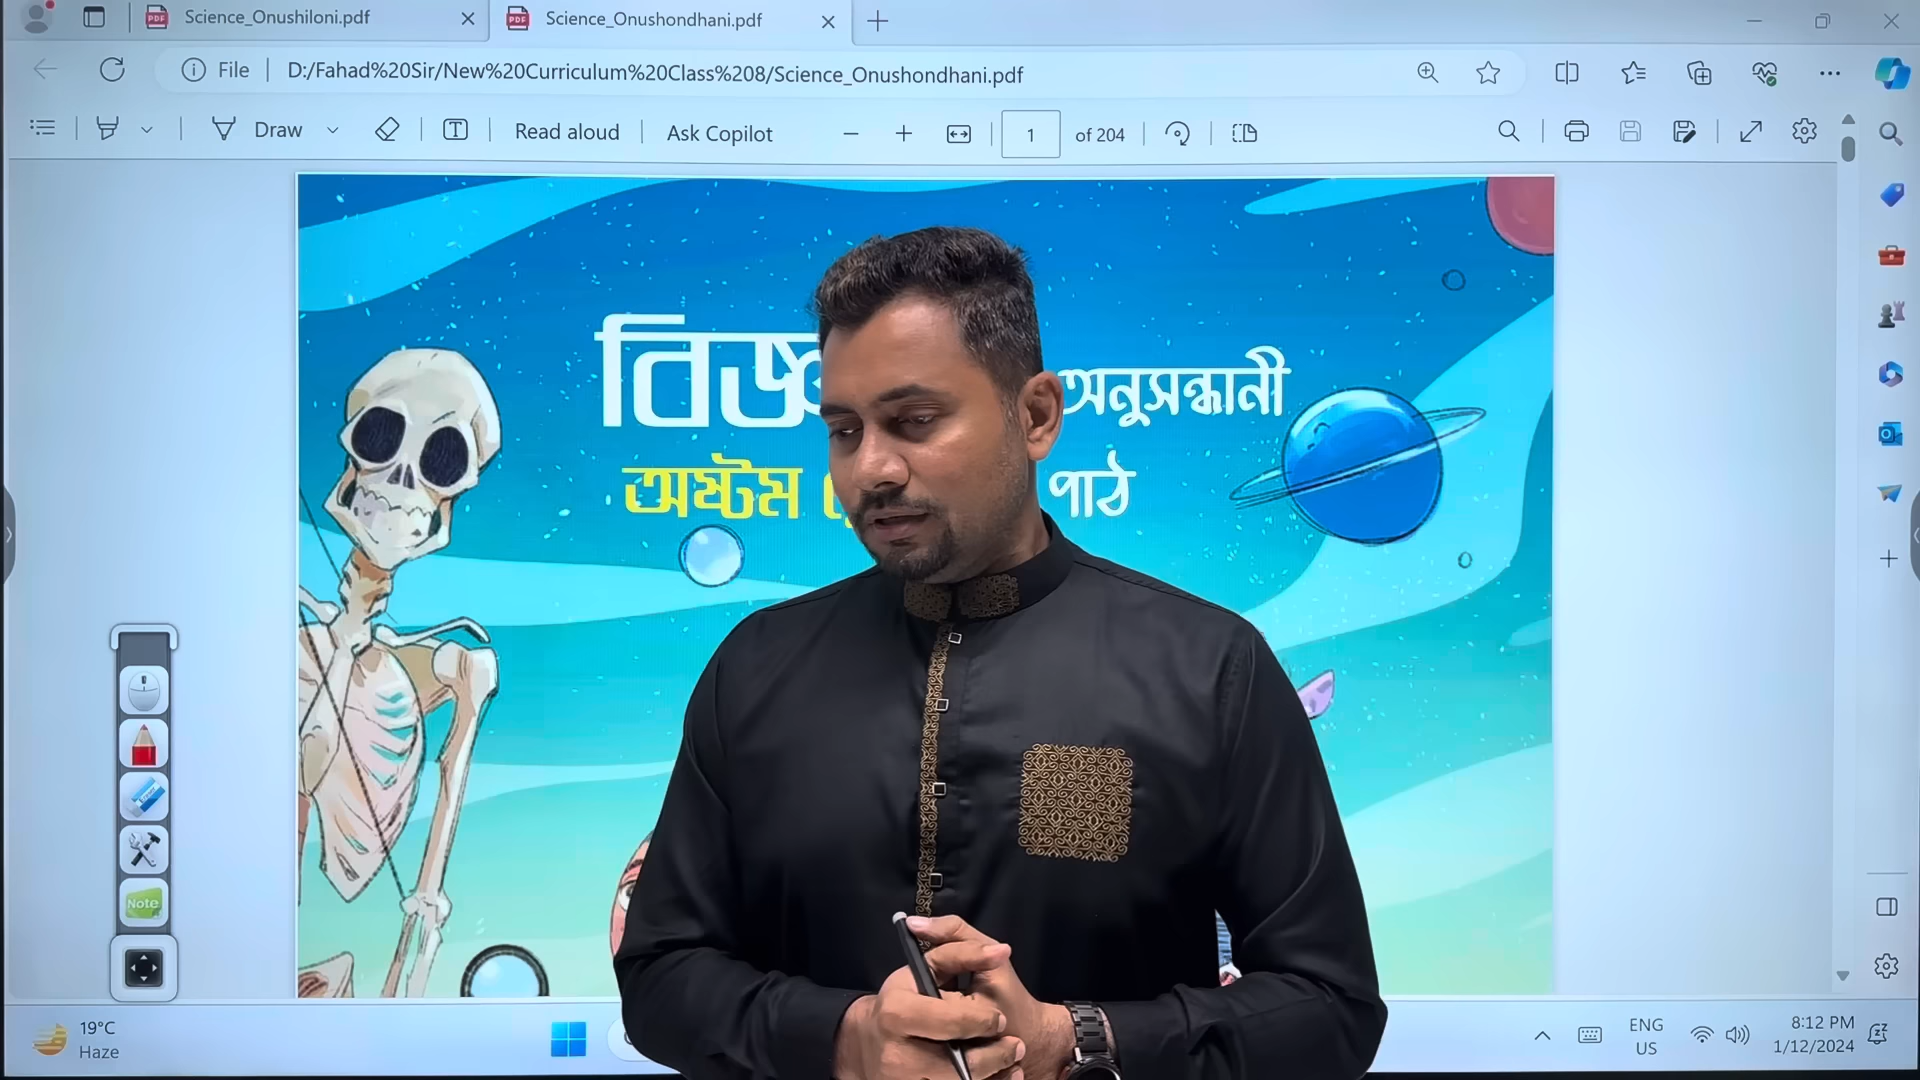 Science_Onushiloni.pdf
Science_Onushondhani.pdf
File
D:/Fahad%20Sir/New%20Curriculum%20Class%208/Science_Onushondhani.pdf
Draw
Read aloud
Ask Copilot
1
of 204
অনুসন্ধানী
অষ্টম
পাঠ
Eraser
Note
19°C
Haze
ENG
US
8:12 PM
1/12/2024